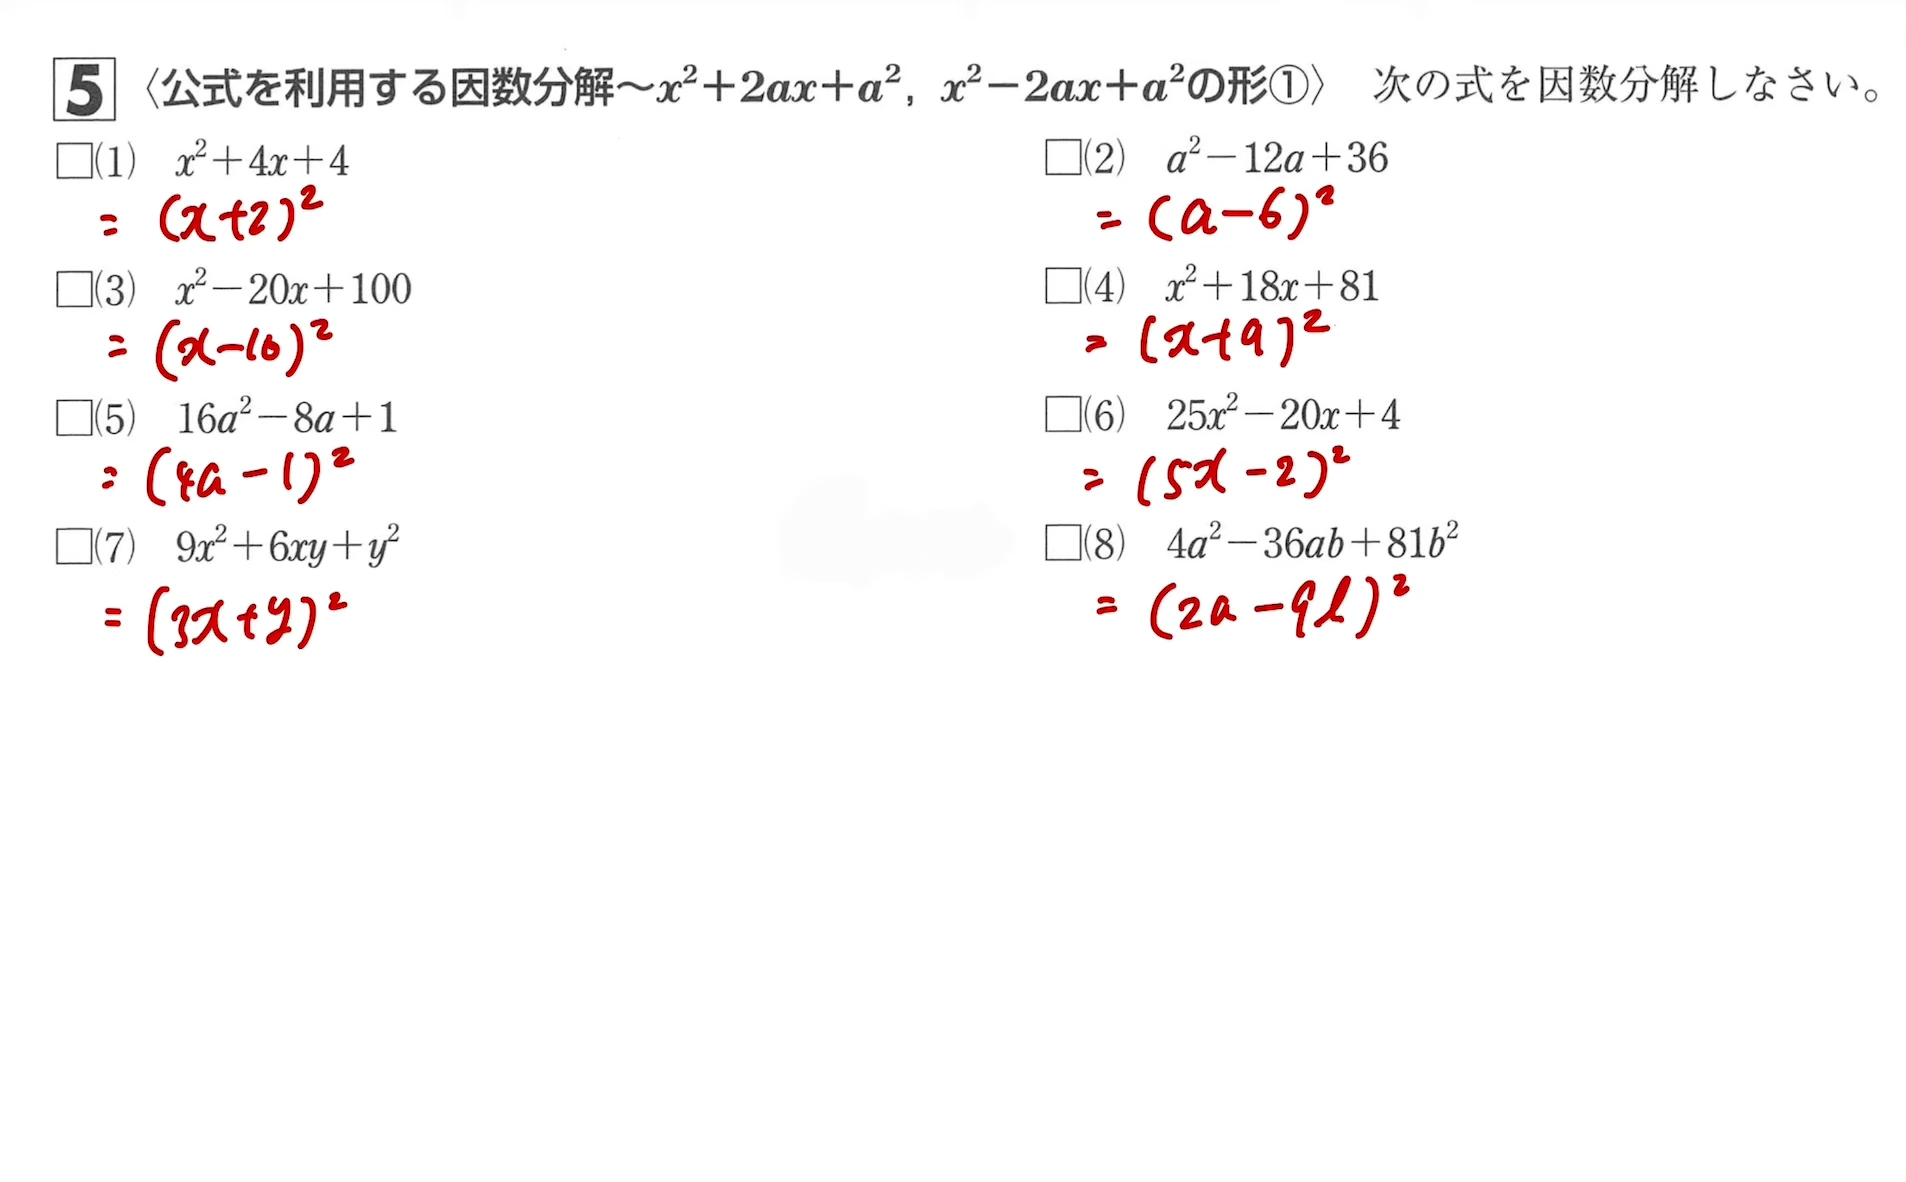 5 〈公式を利用する因数分解～x²+2ax+a², x²−2ax+a²の形①〉 次の式を因数分解しなさい。
□(1) x²+4x+4
= (x+2)²
□(2) a²−12a+36
= (a−6)²
□(3) x²−20x+100
= (x−10)²
□(4) x²+18x+81
= (x+9)²
□(5) 16a²−8a+1
= (4a−1)²
□(6) 25x²−20x+4
= (5x−2)²
□(7) 9x²+6xy+y²
= (3x+y)²
□(8) 4a²−36ab+81b²
= (2a−9b)²